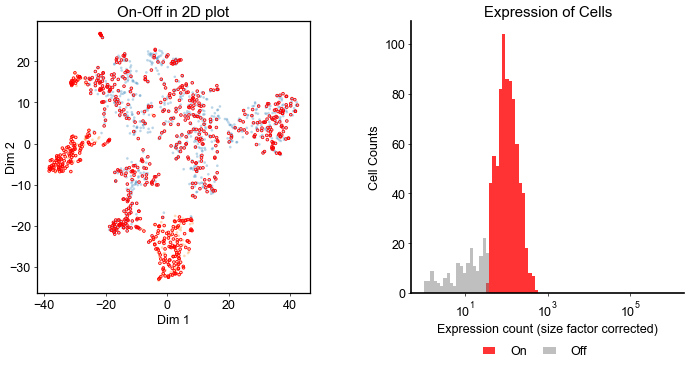 On-Off in 2D plot
20
10
0
−10
−20
−30
Dim 2
−40
−20
0
20
40
Dim 1
Expression of Cells
100
80
60
40
20
0
Cell Counts
10^1
10^3
10^5
Expression count (size factor corrected)
On
Off